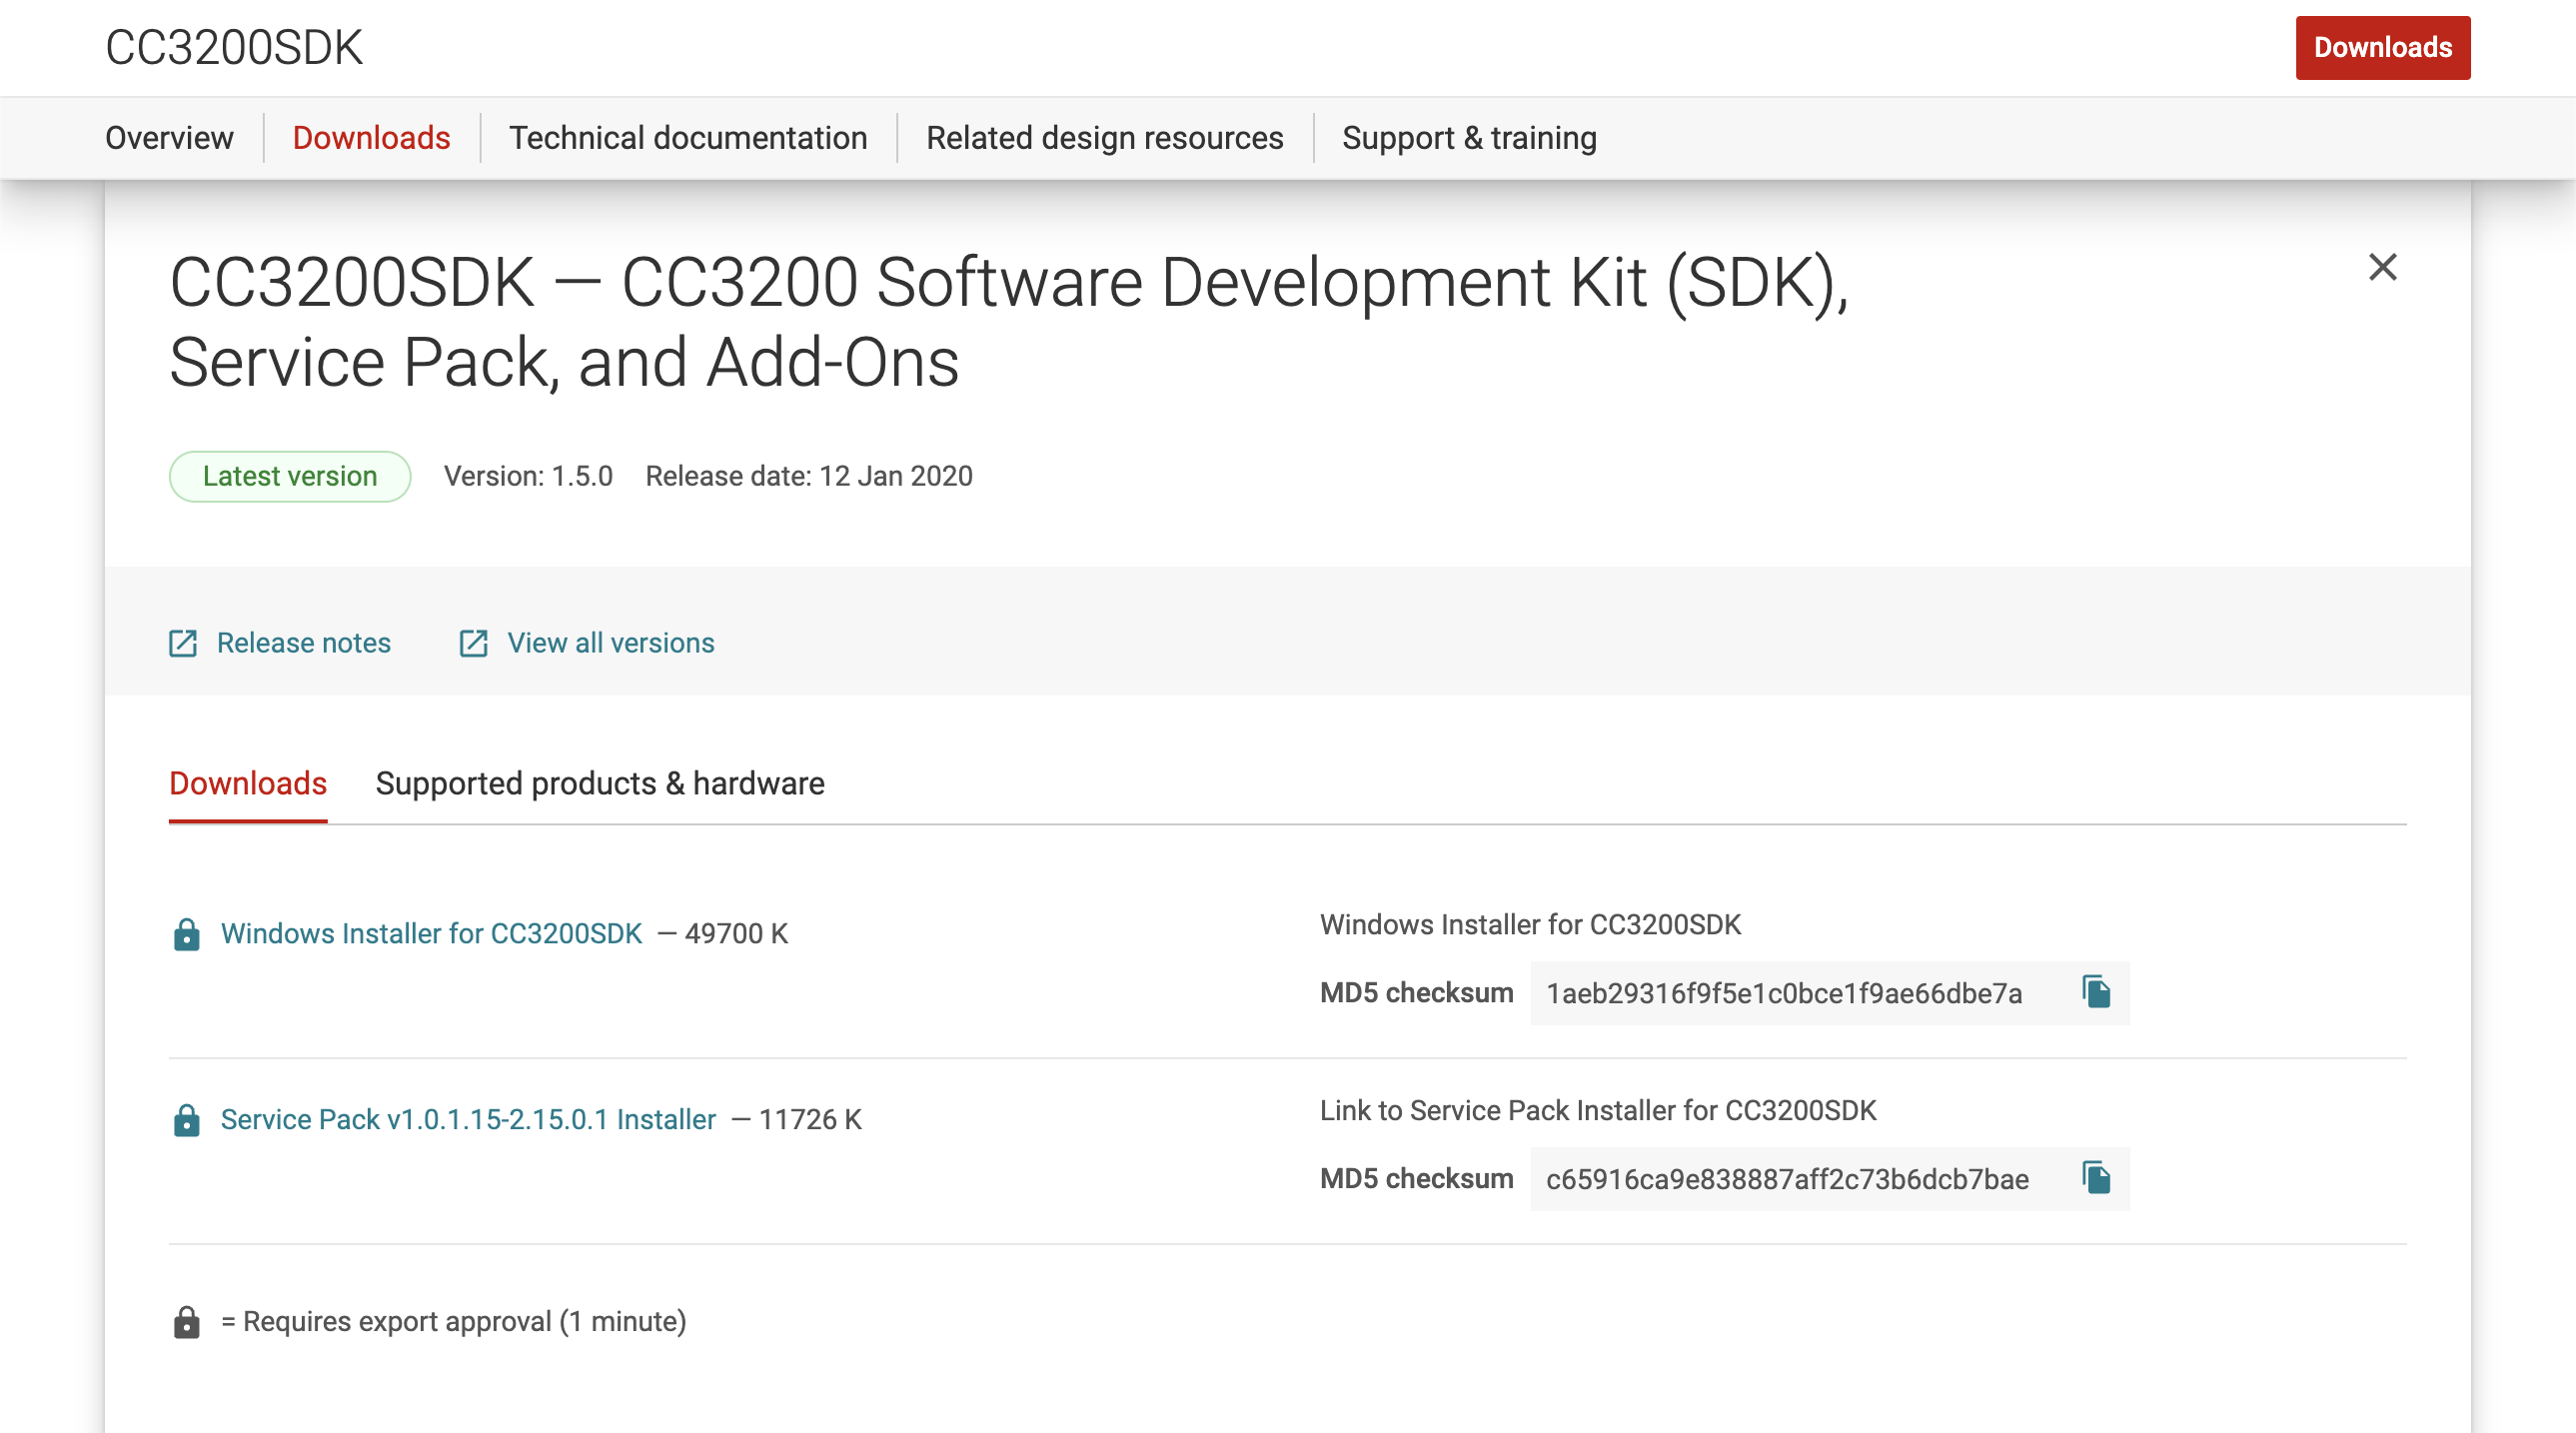 CC3200SDK
Downloads
Overview
Downloads
Technical documentation
Related design resources
Support & training
CC3200SDK — CC3200 Software Development Kit (SDK),
Service Pack, and Add-Ons
Latest version
Version: 1.5.0
Release date: 12 Jan 2020
Release notes
View all versions
Downloads
Supported products & hardware
Windows Installer for CC3200SDK — 49700 K
Windows Installer for CC3200SDK
MD5 checksum 1aeb29316f9f5e1c0bce1f9ae66dbe7a
Service Pack v1.0.1.15-2.15.0.1 Installer — 11726 K
Link to Service Pack Installer for CC3200SDK
MD5 checksum c65916ca9e838887aff2c73b6dcb7bae
= Requires export approval (1 minute)